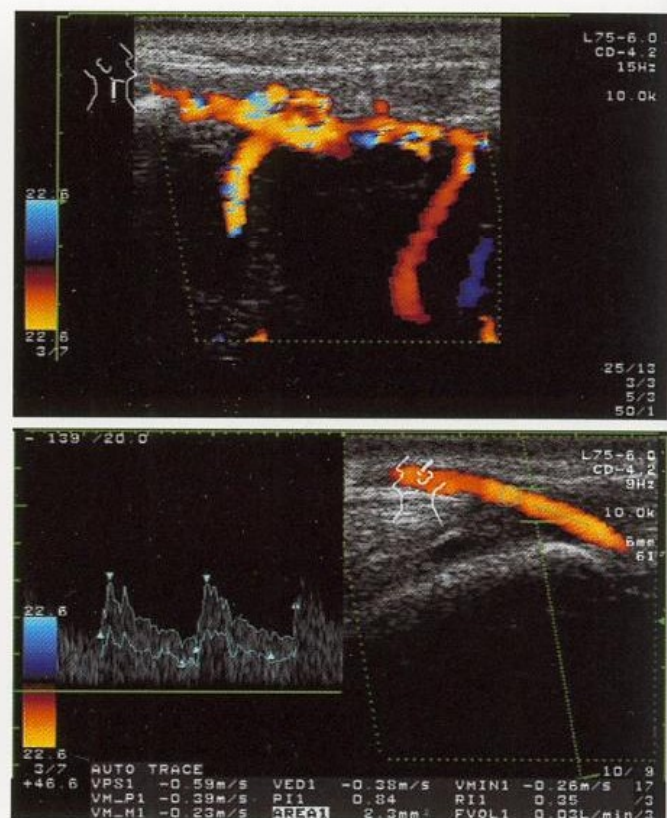 L75-6.0
CD-4.2
15Hz
10.0k
22.6
22.6
3/7
25/13
3/3
5/3
50/1
- 139 /20.0
L75-6.0
CD-4.2
9Hz
10.0k
6mm
61°
22.6
22.6
3/7
10/ 9
+46.6
AUTO TRACE
VPS1 -0.59m/s VED1 -0.38m/s VMIN1 -0.26m/s 17
VM_P1 -0.39m/s PI1 0.84 RI1 0.35 /3
VM_M1 -0.23m/s AREA1 2.3mm² FVOL1 0.03L/min/3